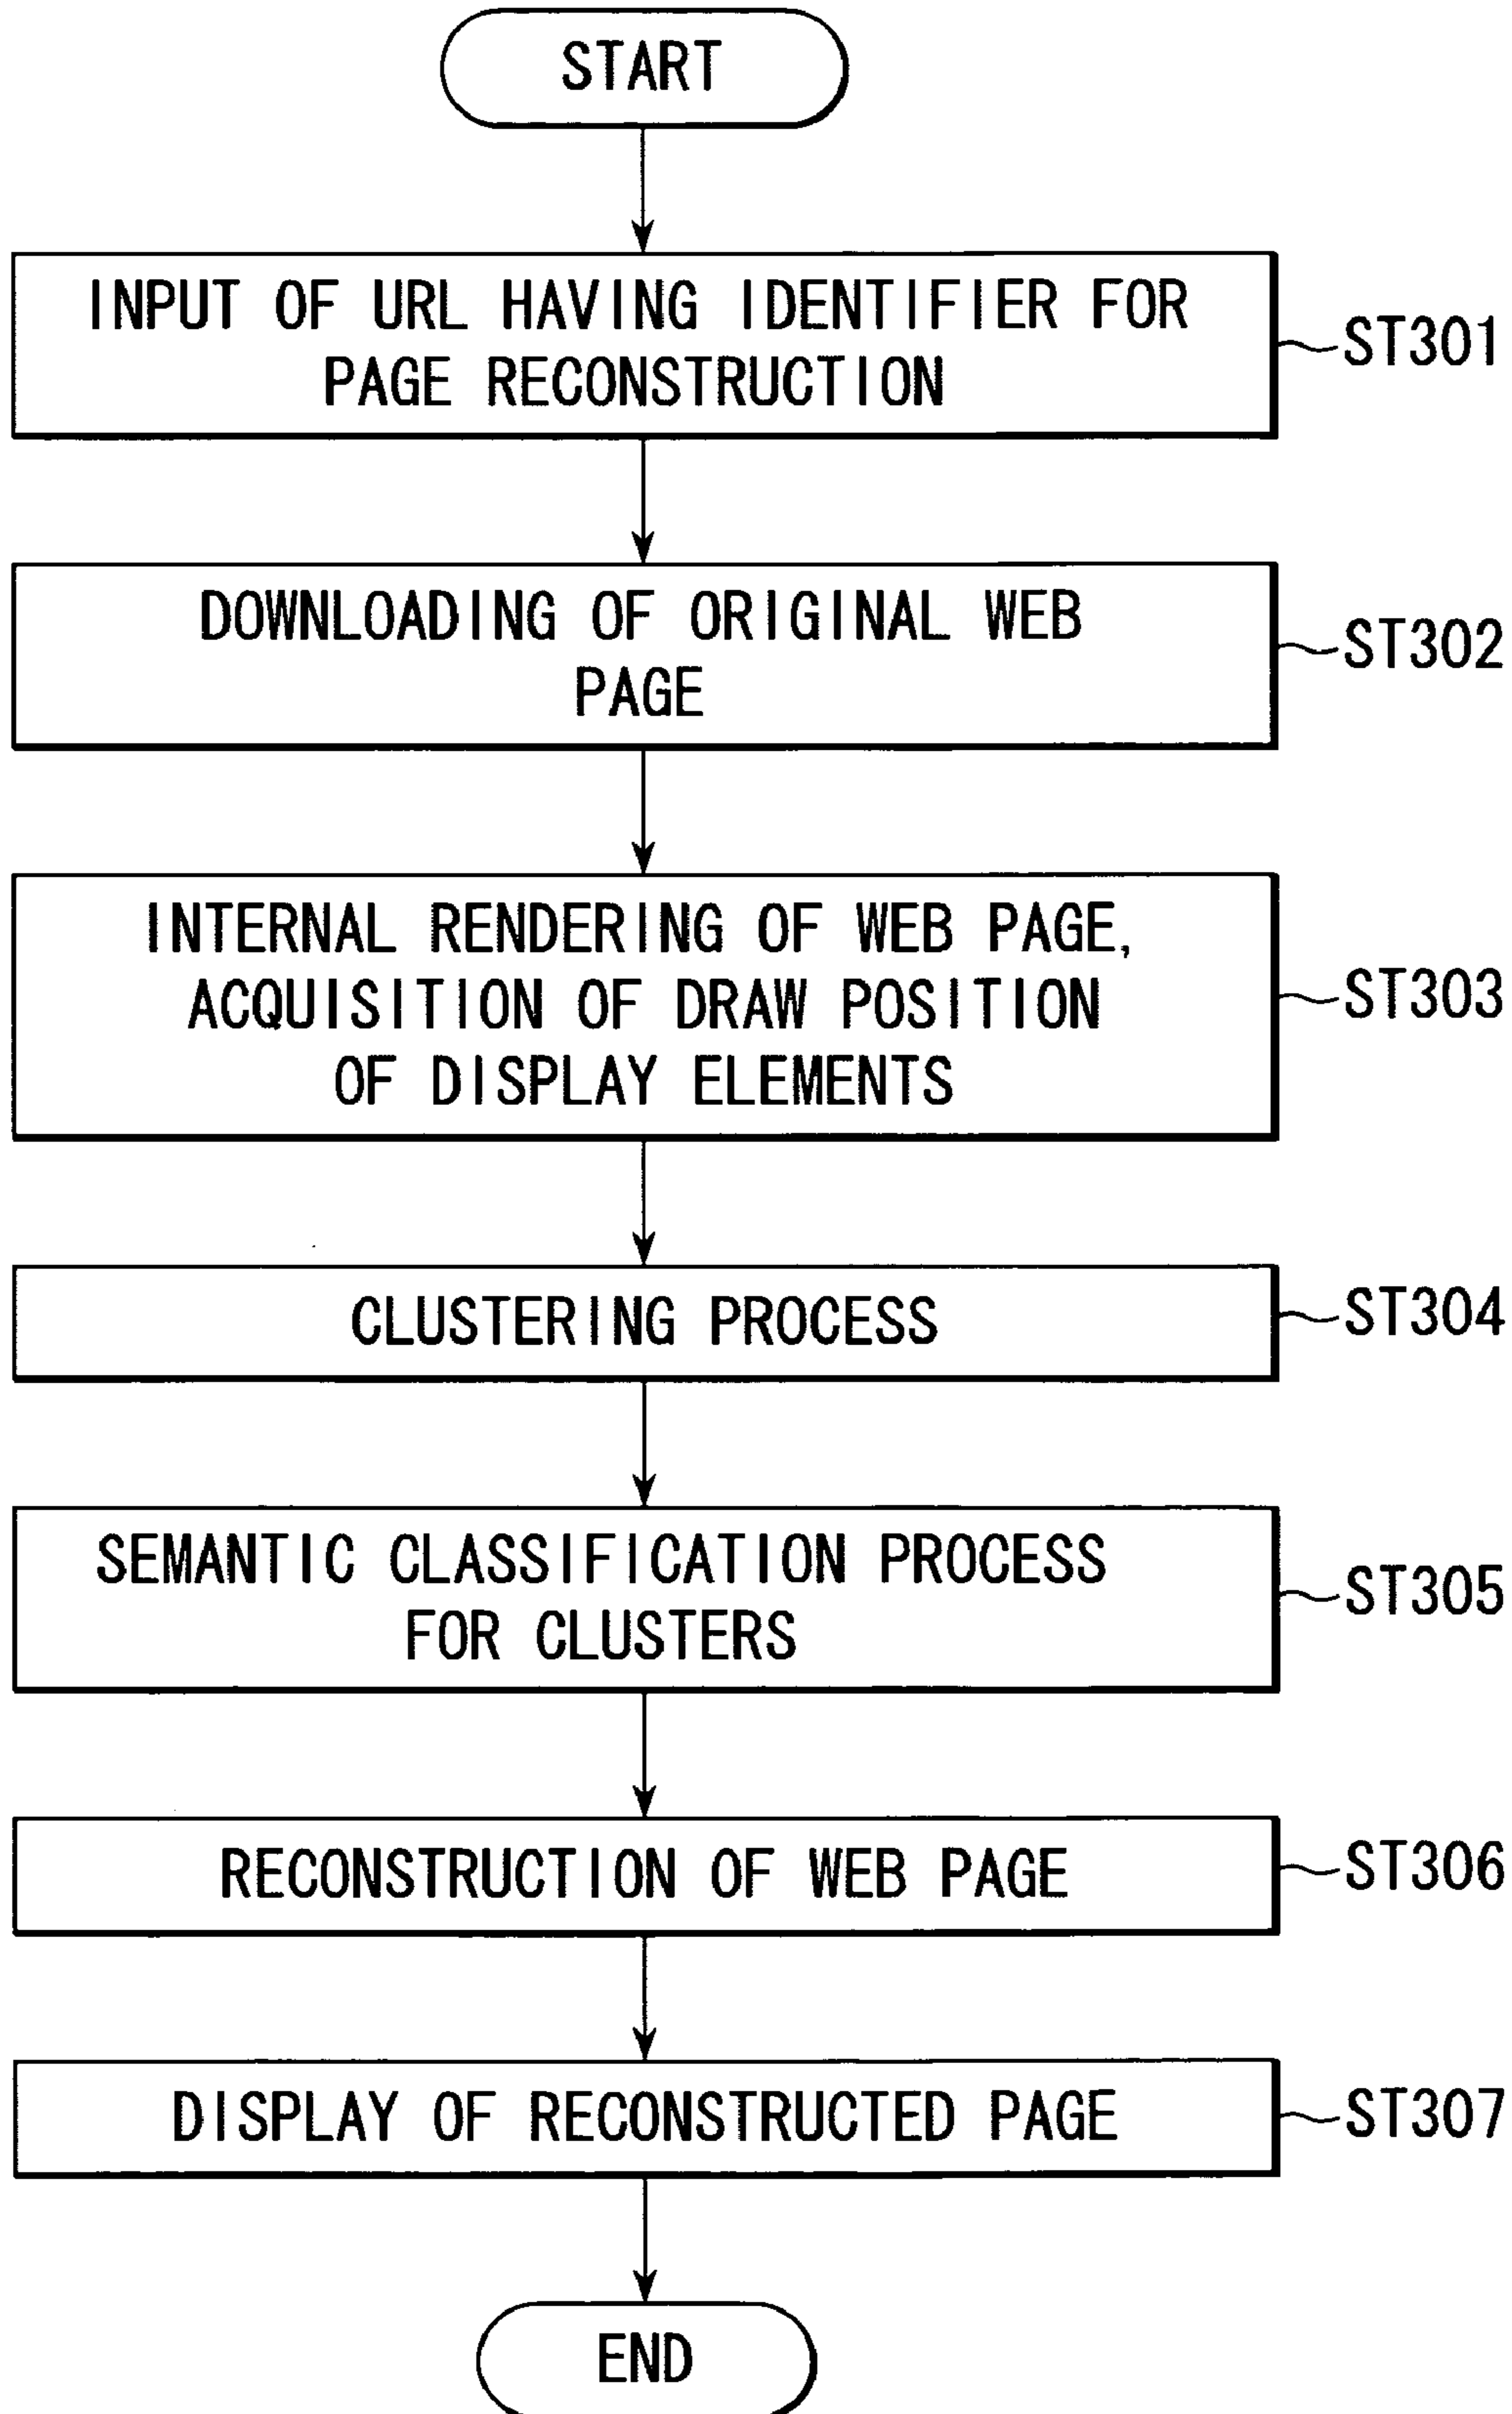 START
INPUT OF URL HAVING IDENTIFIER FOR
PAGE RECONSTRUCTION
ST301
DOWNLOADING OF ORIGINAL WEB
PAGE
ST302
INTERNAL RENDERING OF WEB PAGE,
ACQUISITION OF DRAW POSITION
OF DISPLAY ELEMENTS
ST303
CLUSTERING PROCESS
ST304
SEMANTIC CLASSIFICATION PROCESS
FOR CLUSTERS
ST305
RECONSTRUCTION OF WEB PAGE
ST306
DISPLAY OF RECONSTRUCTED PAGE
ST307
END